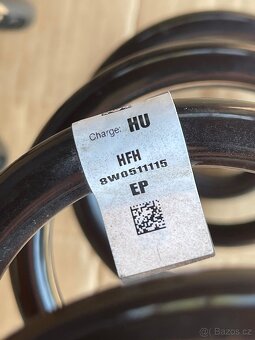 Charge: HU
HFH
8W0511115
EP
Bazos.cz